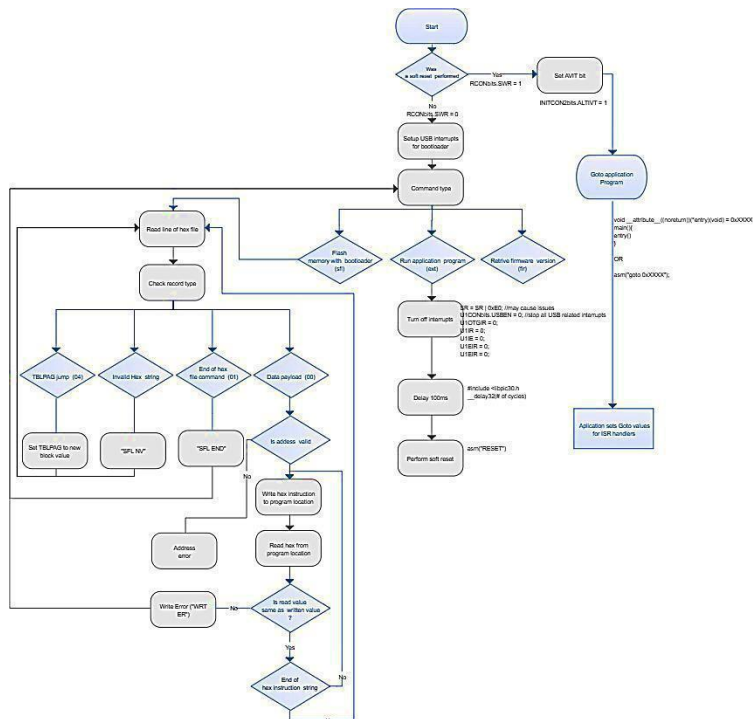 Start
Was
is soft reset performed
Yes
RCONbits.SWR = 1
Set AVIT bit
INITCON2bits.ALTIVT = 1
No
RCONbits.SWR = 0
Setup USB interrupts
for bootloader
Goto application
Program
Command type
void __attribute__((noreturn))(*entry)(void) = 0xXXXX
main(){
entry()
}
OR
asm("goto 0xXXXX");
Read line of hex file
Flash
memory with bootloader
(sfl)
Run application program
(ext)
Retrive firmware version
(fir)
Check record type
Turn off interrupts
SR = SR | 0xE0; //may cause issues
U1CONbits.USBEN = 0; //stop all USB related interrupts
U1OTGIR = 0;
U1IR = 0;
U1IE = 0;
U1EIR = 0;
U1EIR = 0;
TBLPAG jump (04)
Invalid Hex string
End of hex
file command (01)
Data payload (00)
Delay 100ms
#include <libpic30.h
__delay32(# of cycles)
Set TBLPAG to new
block value
"SFL NV"
"SFL END"
Is addess valid
Aplication sets Goto values
for ISR handlers
Perform soft reset
asm("RESET")
No
Write hex instruction
to program location
Address
error
Read hex from
program location
Write Error ("WRT
ER")
No
Is read value
same as written value
?
Yes
End of
hex instruction string
No